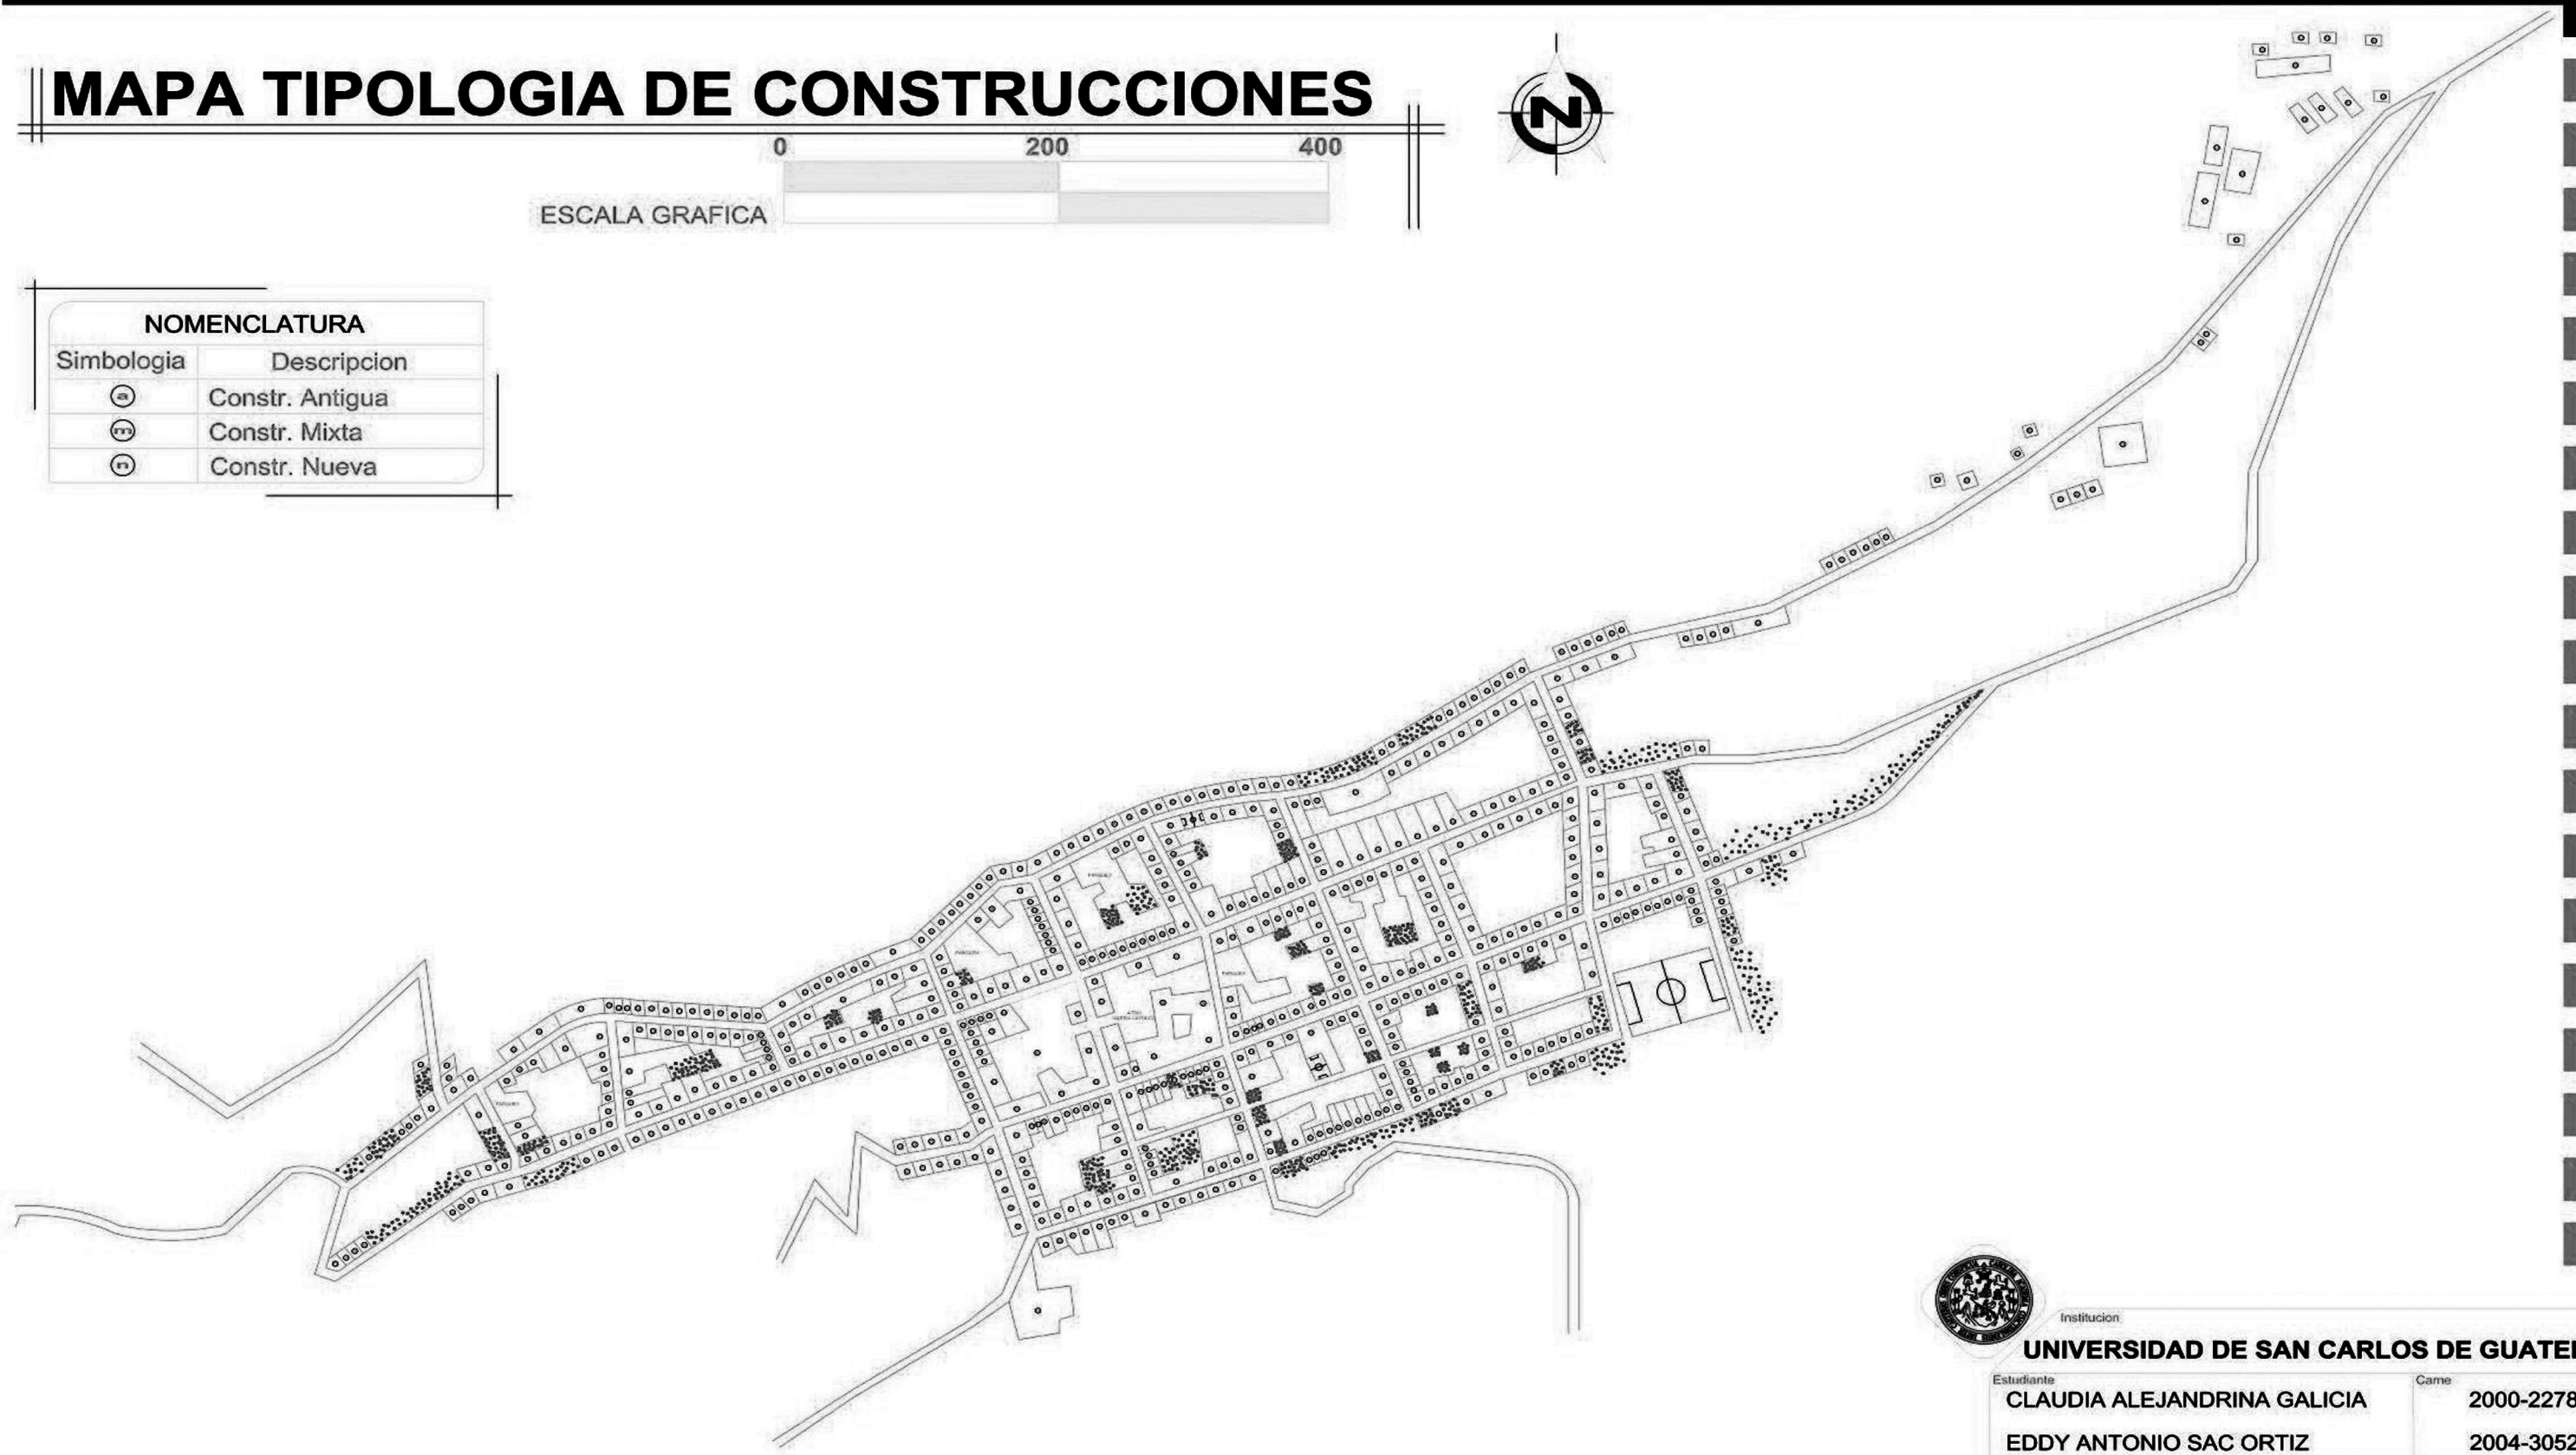 MAPA TIPOLOGIA DE CONSTRUCCIONES
N
0 200 400
ESCALA GRAFICA
NOMENCLATURA
Simbologia Descripcion
a Constr. Antigua
m Constr. Mixta
n Constr. Nueva
Institucion
UNIVERSIDAD DE SAN CARLOS DE GUATE
Estudiante Carne
CLAUDIA ALEJANDRINA GALICIA 2000-2278
EDDY ANTONIO SAC ORTIZ 2004-3052